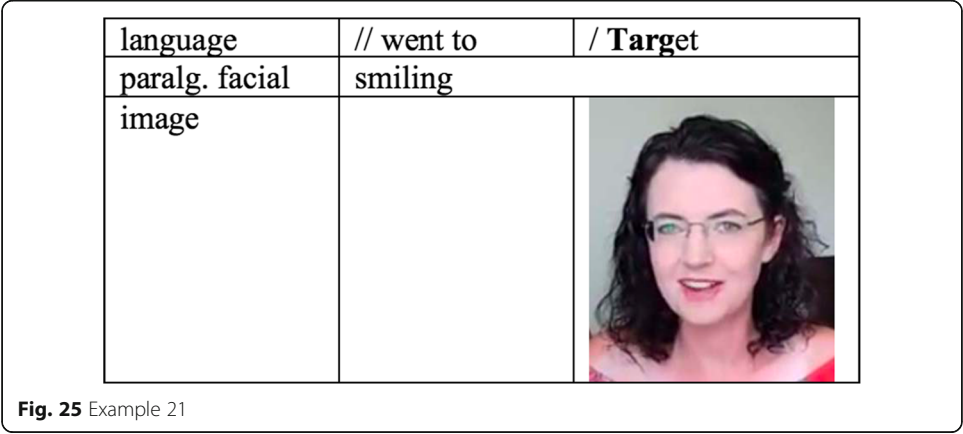 language // went to / Target
paralg. facial smiling
image
Fig. 25 Example 21